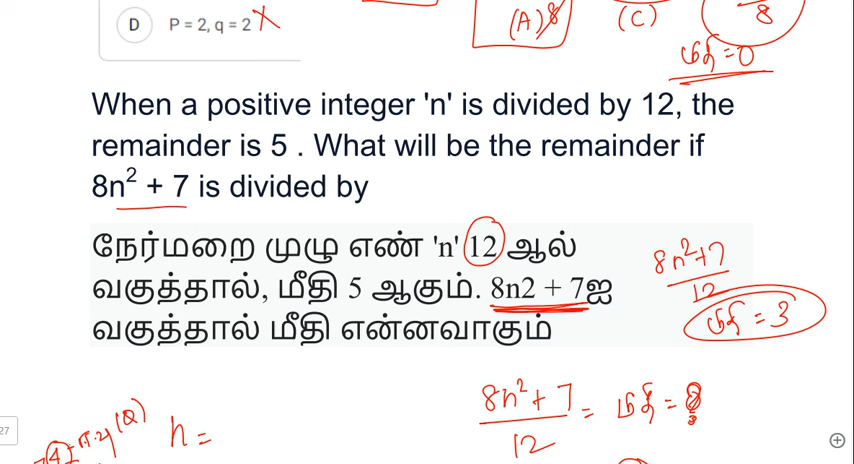 D P = 2, q = 2 X
(A) 8
(C)
8
மீதி = 0
When a positive integer 'n' is divided by 12, the
remainder is 5 . What will be the remainder if
8n² + 7 is divided by
நேர்மறை முழு எண் 'n' 12 ஆல்
வகுத்தால், மீதி 5 ஆகும். 8n2 + 7ஐ
வகுத்தால் மீதி என்னவாகும்
8n²+7
12
மீதி = 3
8n² + 7 = மீதி = ?
12
(Q)
n =
27